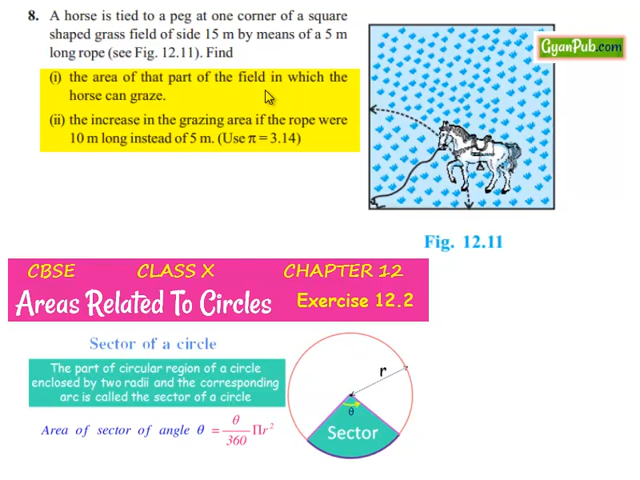 8. A horse is tied to a peg at one corner of a square
shaped grass field of side 15 m by means of a 5 m
long rope (see Fig. 12.11). Find
(i) the area of that part of the field in which the
horse can graze.
(ii) the increase in the grazing area if the rope were
10 m long instead of 5 m. (Use π = 3.14)
GyanPub.com
Fig. 12.11
CBSE CLASS X CHAPTER 12
Areas Related To Circles Exercise 12.2
Sector of a circle
The part of circular region of a circle
enclosed by two radii and the corresponding
arc is called the sector of a circle
Area of sector of angle θ = θ/360 Πr²
r
θ
Sector